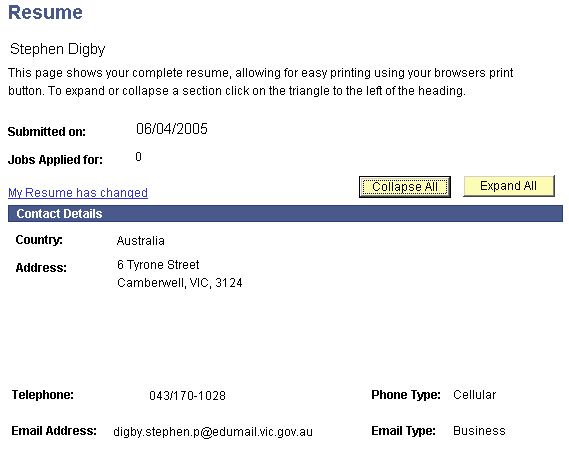 Resume
Stephen Digby
This page shows your complete resume, allowing for easy printing using your browsers print
button. To expand or collapse a section click on the triangle to the left of the heading.
Submitted on: 06/04/2005
Jobs Applied for: 0
My Resume has changed Collapse All Expand All
Contact Details
Country: Australia
Address: 6 Tyrone Street
Camberwell, VIC, 3124
Telephone: 043/170-1028 Phone Type: Cellular
Email Address: digby.stephen.p@edumail.vic.gov.au Email Type: Business